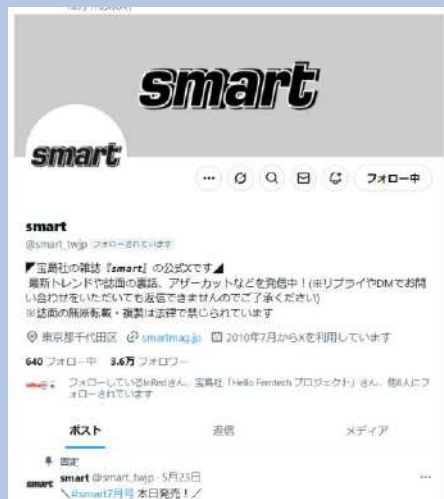 smart
smart
フォロー中
smart
@smart_twjp フォローされています
◤宝島社の雑誌『smart』の公式Xです◢
最新トレンドや誌面の裏話、アザーカットなどを発信中！(※リプライやDMでお問
い合わせをいただいても返信できませんのでご了承ください)
※誌面の無断転載・複製は法律で禁じられています
東京都千代田区 smartmag.jp 2010年7月からXを利用しています
640 フォロー中 3.6万 フォロワー
フォローしているInRedさん、宝島社「Hello Femtech プロジェクト」さん、他8人にフ
ォローされています
ポスト 返信 メディア
固定
smart smart @smart_twjp · 5月23日
＼#smart7月号 本日発売！／